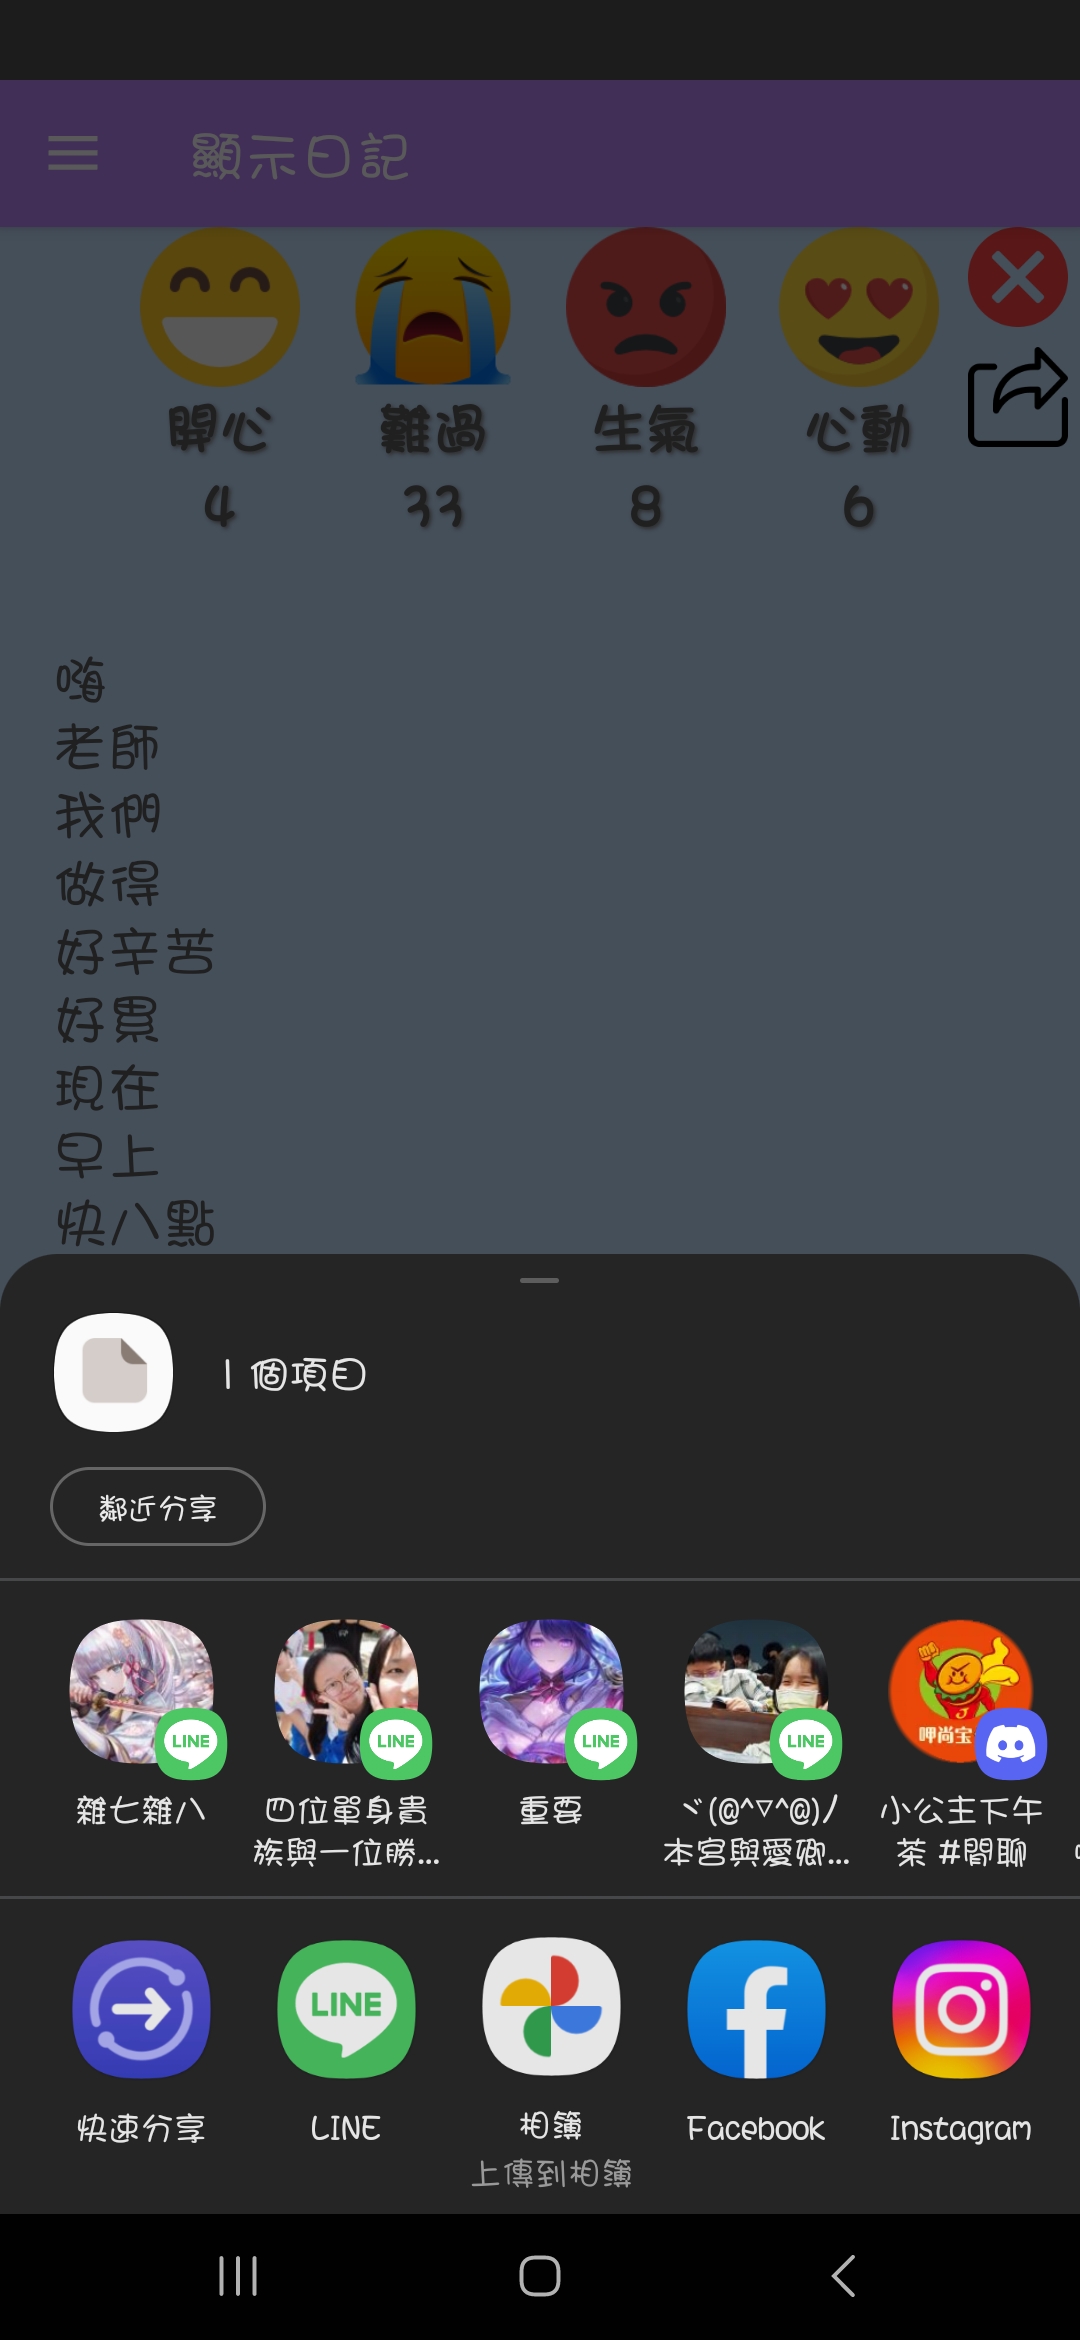 顯示日記
開心 難過 生氣 心動
4 33 8 6
嗨
老師
我們
做得
好辛苦
好累
現在
早上
快八點
1 個項目
鄰近分享
LINE LINE LINE LINE 呷尚宝
雜七雜八 四位單身貴 重要 ヾ(@^▽^@)ノ 小公主下午
族與一位勝... 本宮與愛卿... 茶 #閒聊
LINE
快速分享 LINE 相簿 Facebook Instagram
上傳到相簿